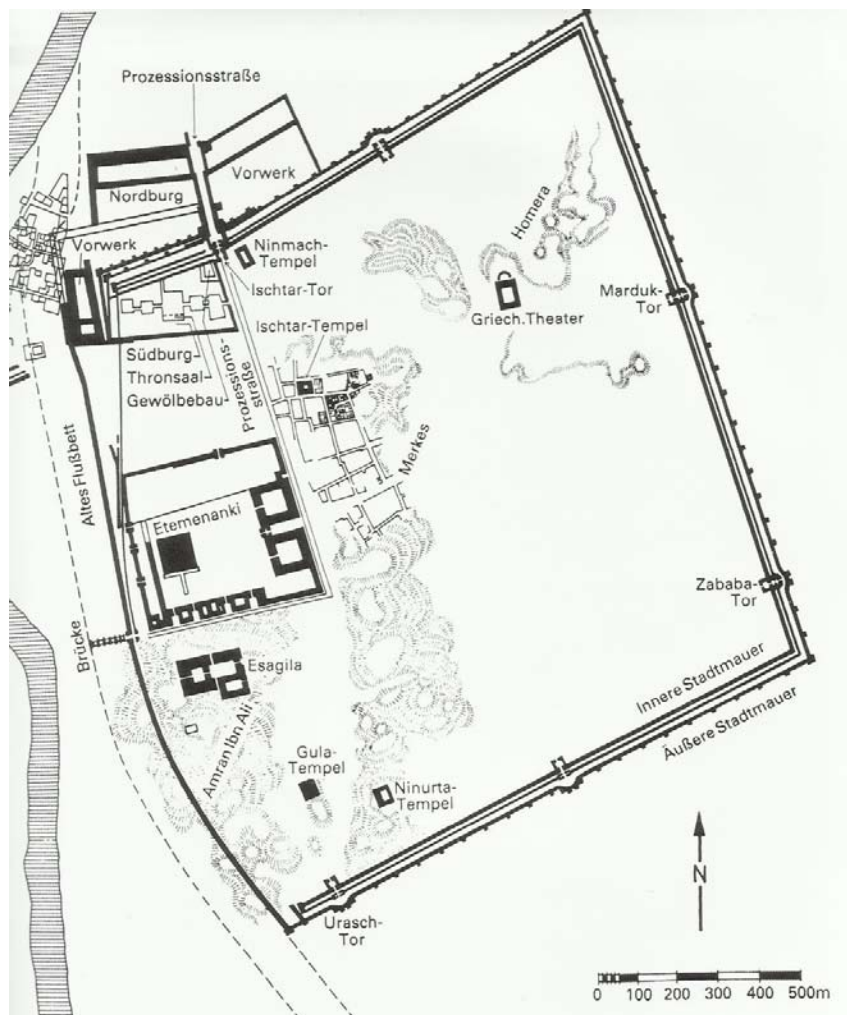 Prozessionsstraße
Vorwerk
Nordburg
Vorwerk
Ninmach-
Tempel
Ischtar-Tor
Ischtar-Tempel
Südburg
Thronsaal
Gewölbebau
Prozessions
straße
Homera
Griech. Theater
Marduk-
Tor
Merkes
Altes Flußbett
Etemenanki
Zababa-
Tor
Brücke
Esagila
Amran Ibn Ali
Innere Stadtmauer
Äußere Stadtmauer
Gula-
Tempel
Ninurta-
Tempel
Urasch-
Tor
N
0 100 200 300 400 500m